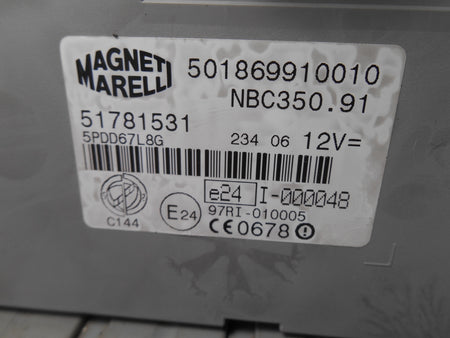 MAGNETI
MARELLI
501869910010
NBC350.91
51781531
5PDD67L8G
234 06 12V=
e24 I-000048
97RI-010005
C144
E24
CE0678